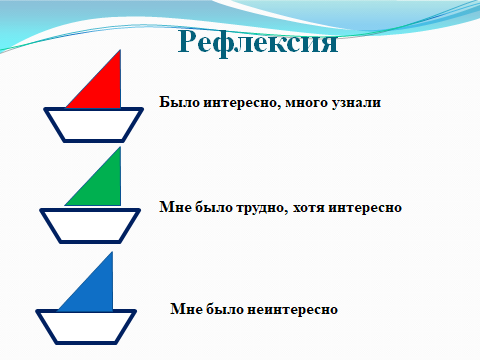 Рефлексия
Было интересно, много узнали
Мне было трудно, хотя интересно
Мне было неинтересно